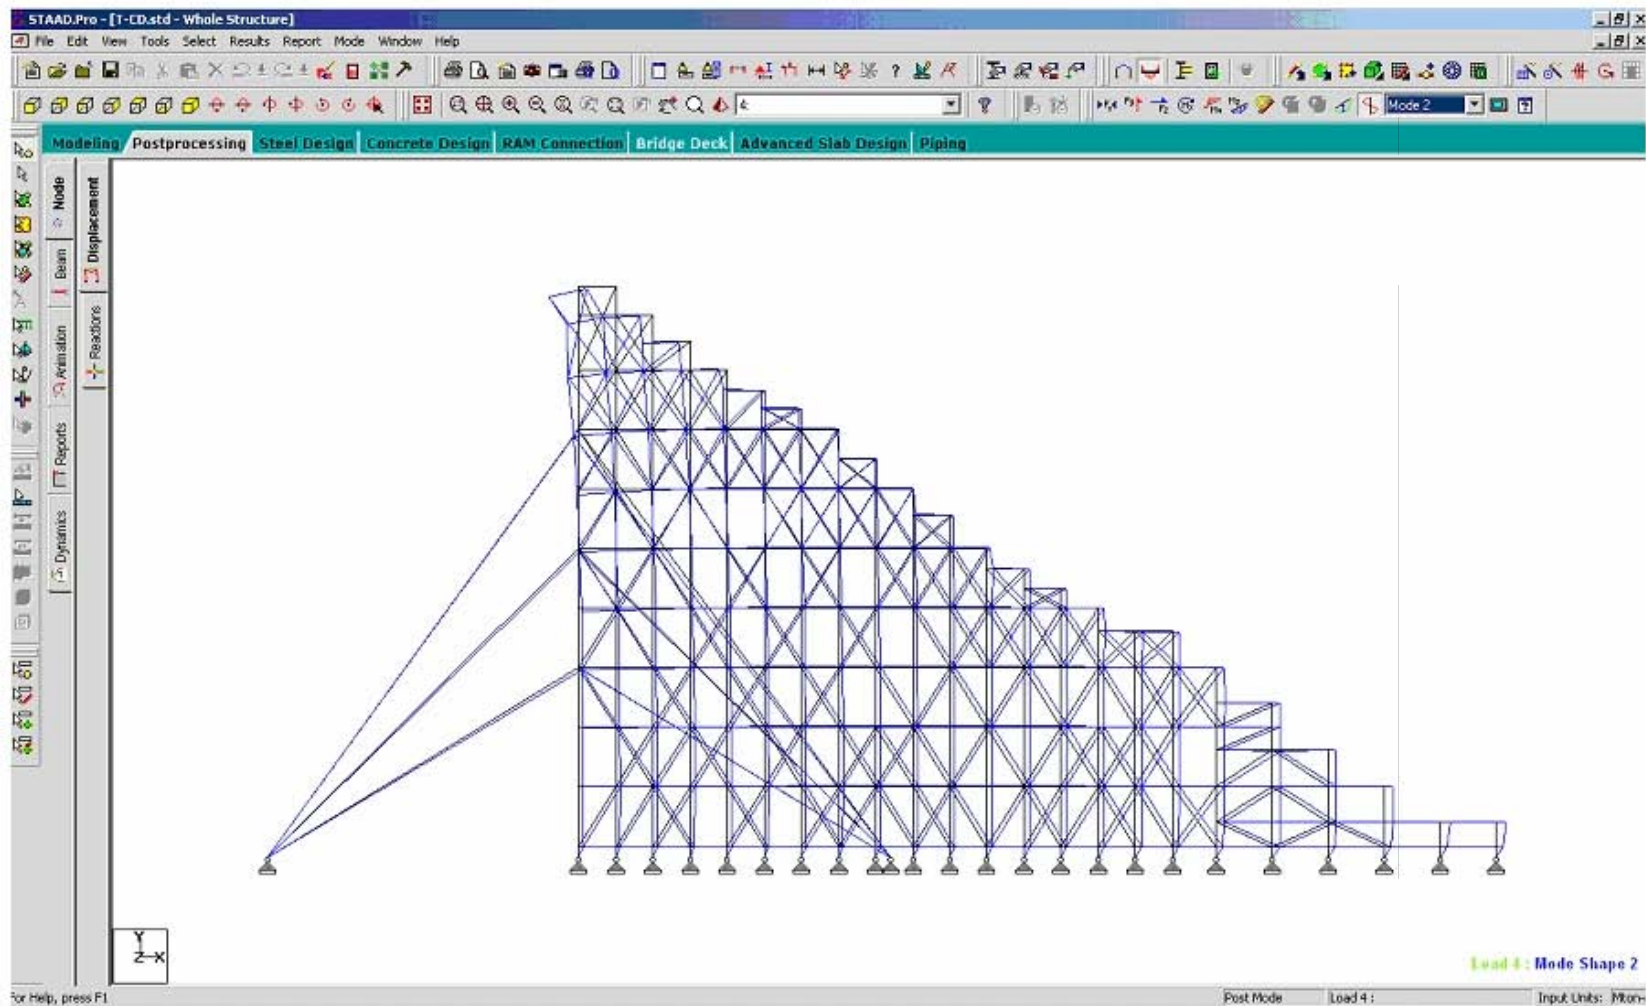 STAAD.Pro - [T-CD.std - Whole Structure]
File Edit View Tools Select Results Report Mode Window Help
4:
Mode 2
Modeling Postprocessing Steel Design Concrete Design RAM Connection Bridge Deck Advanced Slab Design Piping
Node
Beam
Animation
Reports
Dynamics
Displacement
Reactions
Y
Z X
Load 4 : Mode Shape 2
For Help, press F1
Post Mode
Load 4 :
Input Units: